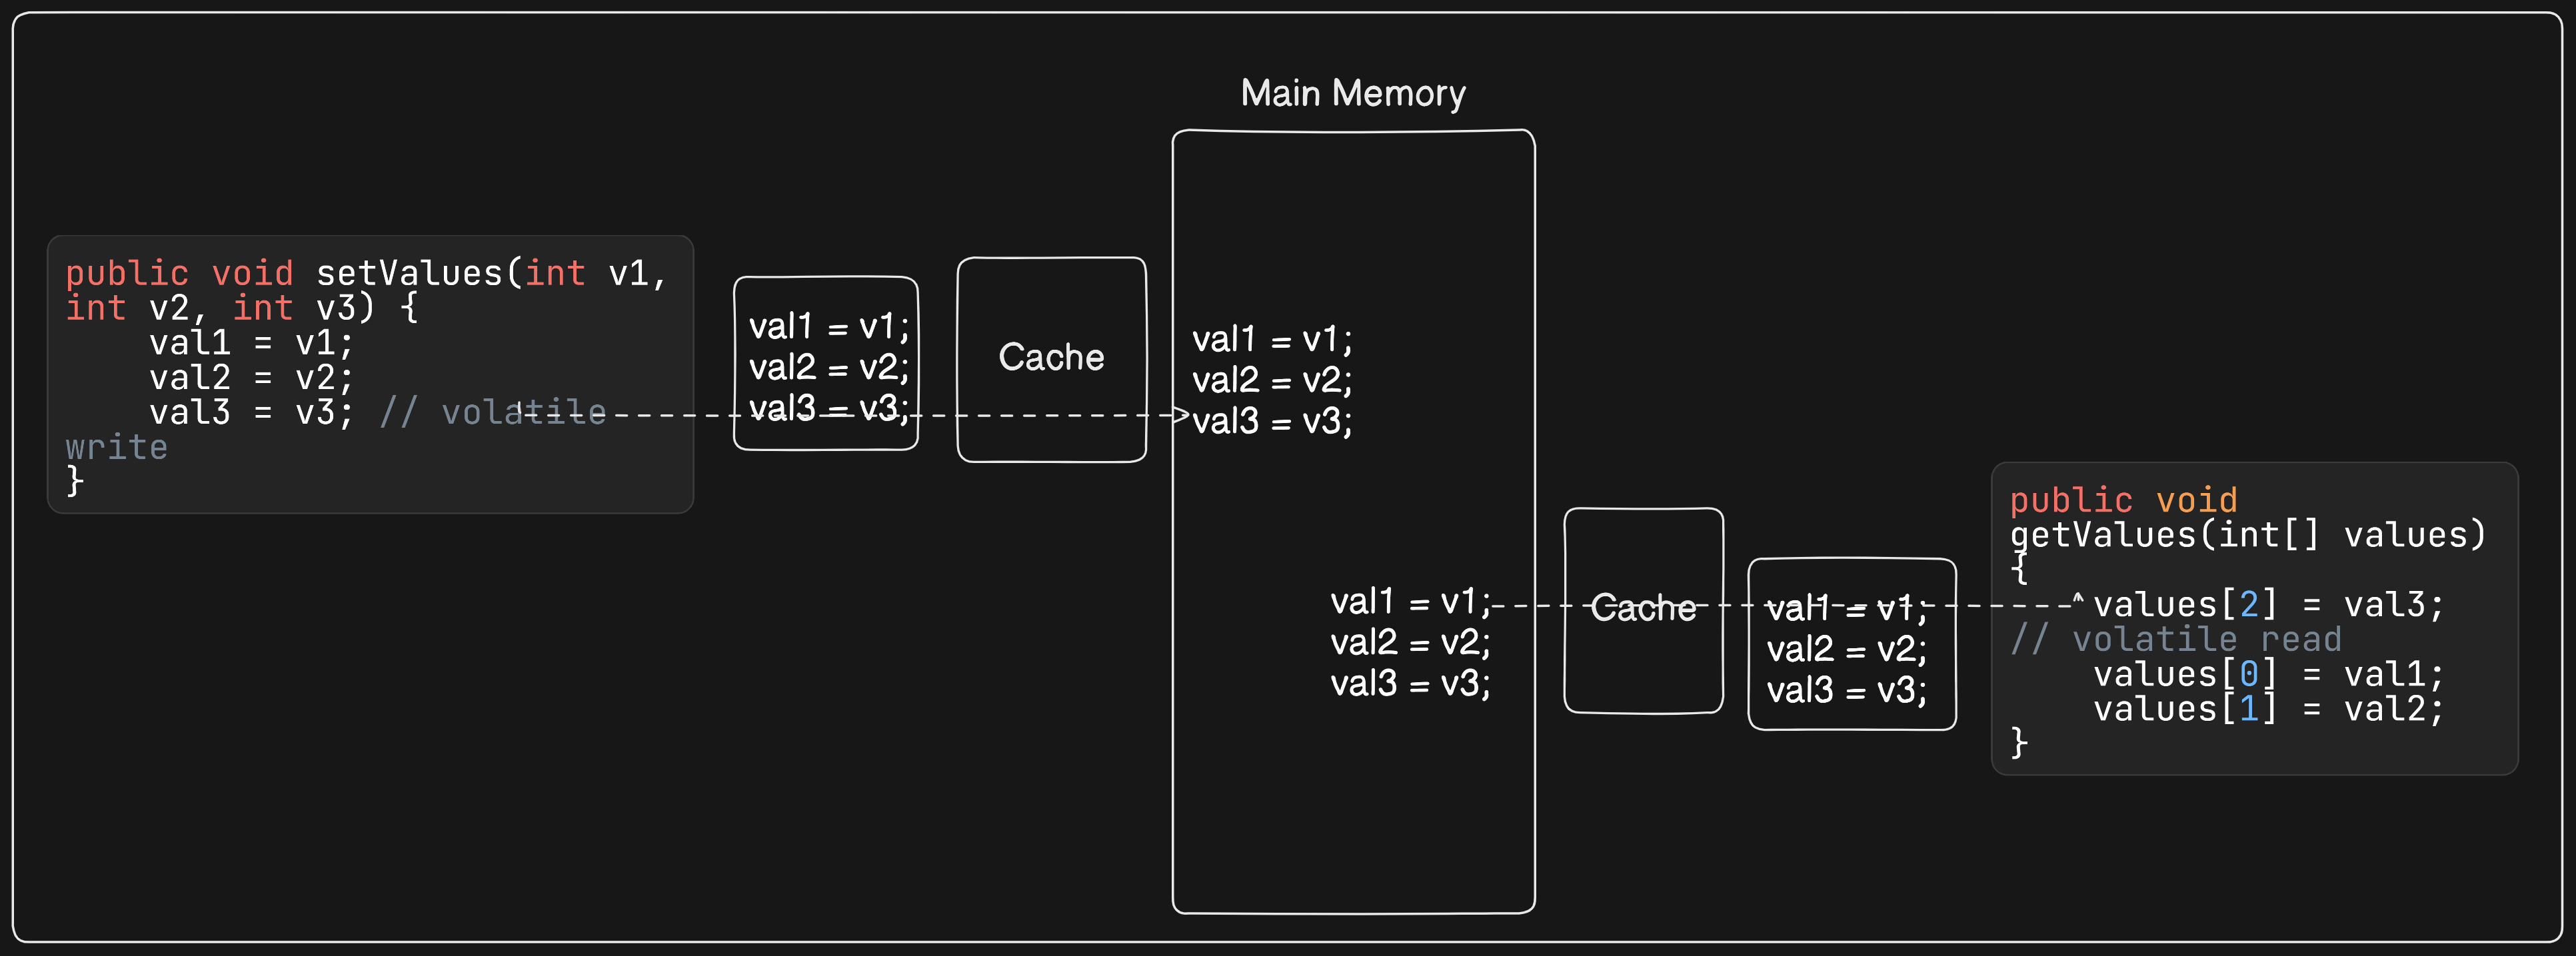 Main Memory
public void setValues(int v1,
int v2, int v3) {
val1 = v1;
val2 = v2;
val3 = v3; // volatile
write
}
val1 = v1;
val2 = v2;
val3 = v3;
Cache
val1 = v1;
val2 = v2;
val3 = v3;
val1 = v1;
val2 = v2;
val3 = v3;
Cache
val1 = v1;
val2 = v2;
val3 = v3;
public void
getValues(int[] values)
{
values[2] = val3;
// volatile read
values[0] = val1;
values[1] = val2;
}